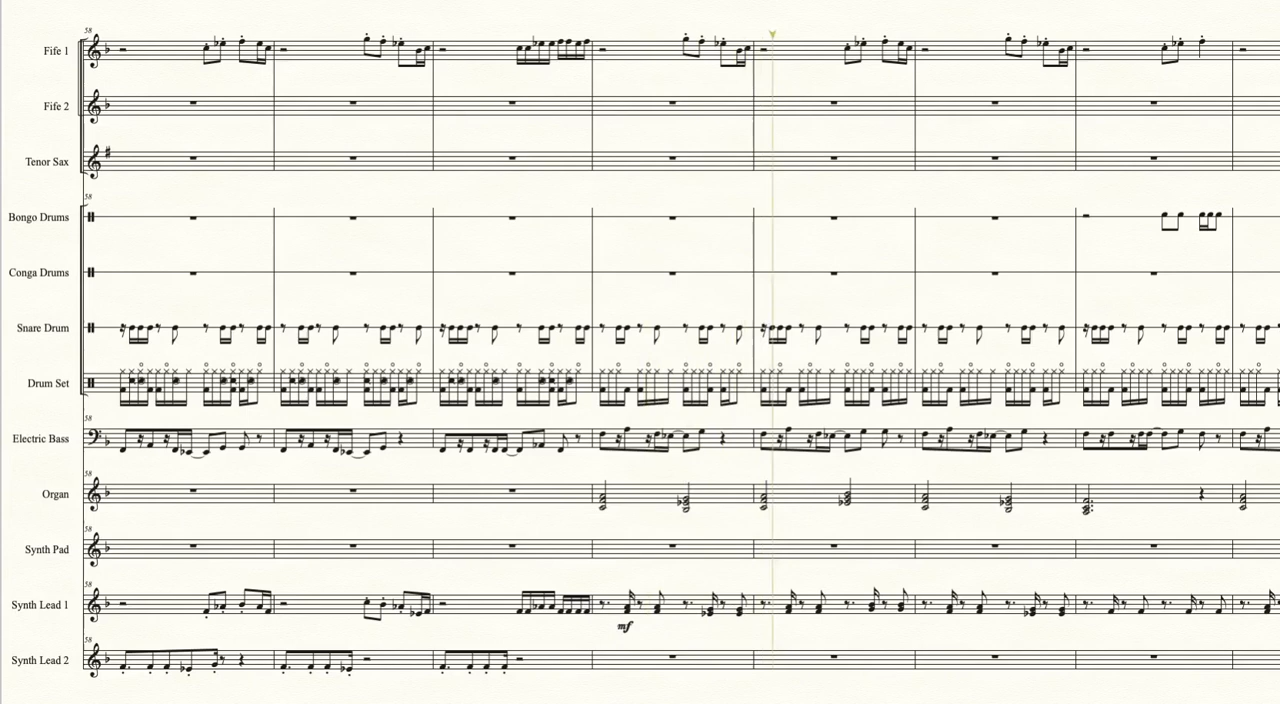 58
Fife 1
Fife 2
Tenor Sax
58
Bongo Drums
Conga Drums
Snare Drum
Drum Set
58
Electric Bass
58
Organ
58
Synth Pad
58
Synth Lead 1
mf
58
Synth Lead 2